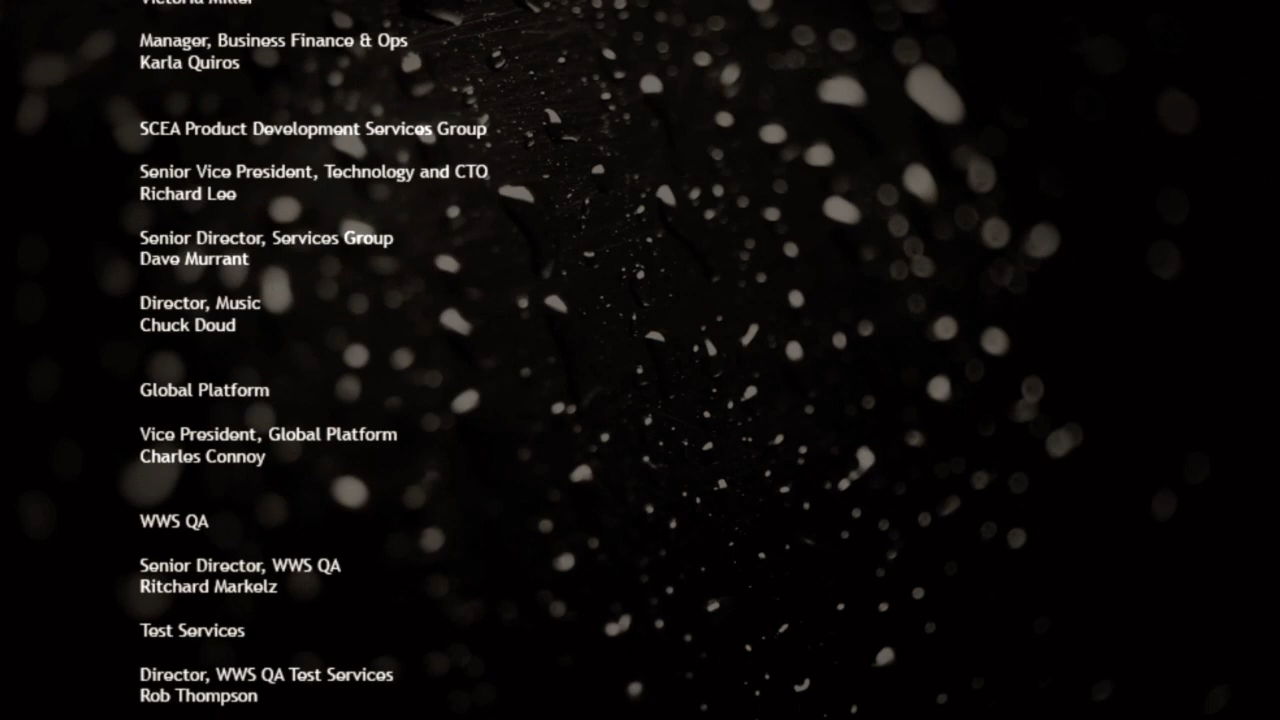 Victoria Miller
Manager, Business Finance & Ops
Karla Quiros
SCEA Product Development Services Group
Senior Vice President, Technology and CTO
Richard Lee
Senior Director, Services Group
Dave Murrant
Director, Music
Chuck Doud
Global Platform
Vice President, Global Platform
Charles Connoy
WWS QA
Senior Director, WWS QA
Ritchard Markelz
Test Services
Director, WWS QA Test Services
Rob Thompson